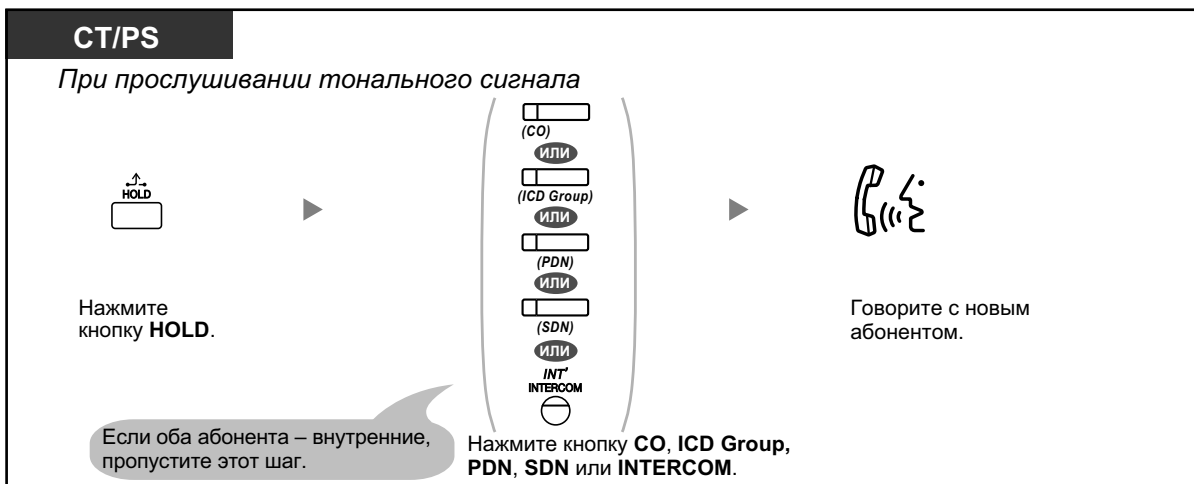 CT/PS
При прослушивании тонального сигнала
HOLD
Нажмите
кнопку HOLD.
(CO)
ИЛИ
(ICD Group)
ИЛИ
(PDN)
ИЛИ
(SDN)
ИЛИ
INT'
INTERCOM
Если оба абонента – внутренние,
пропустите этот шаг.
Нажмите кнопку CO, ICD Group,
PDN, SDN или INTERCOM.
Говорите с новым
абонентом.